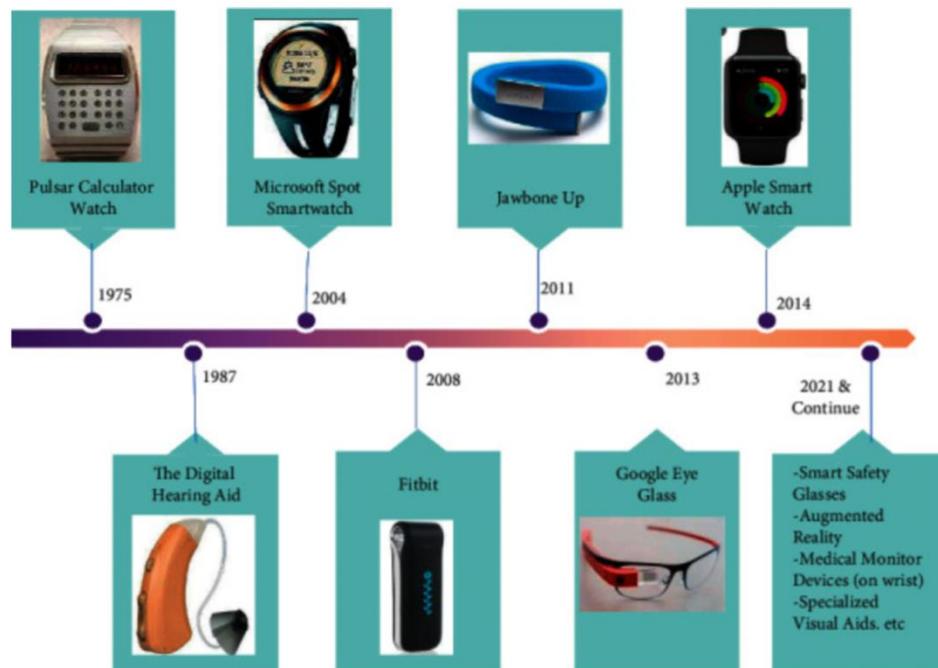 Pulsar Calculator
Watch
Microsoft Spot
Smartwatch
Jawbone Up
Apple Smart
Watch
1975
2004
2011
2014
1987
2008
2013
2021 &
Continue
The Digital
Hearing Aid
Fitbit
Google Eye
Glass
-Smart Safety
Glasses
-Augmented
Reality
-Medical Monitor
Devices (on wrist)
-Specialized
Visual Aids. etc